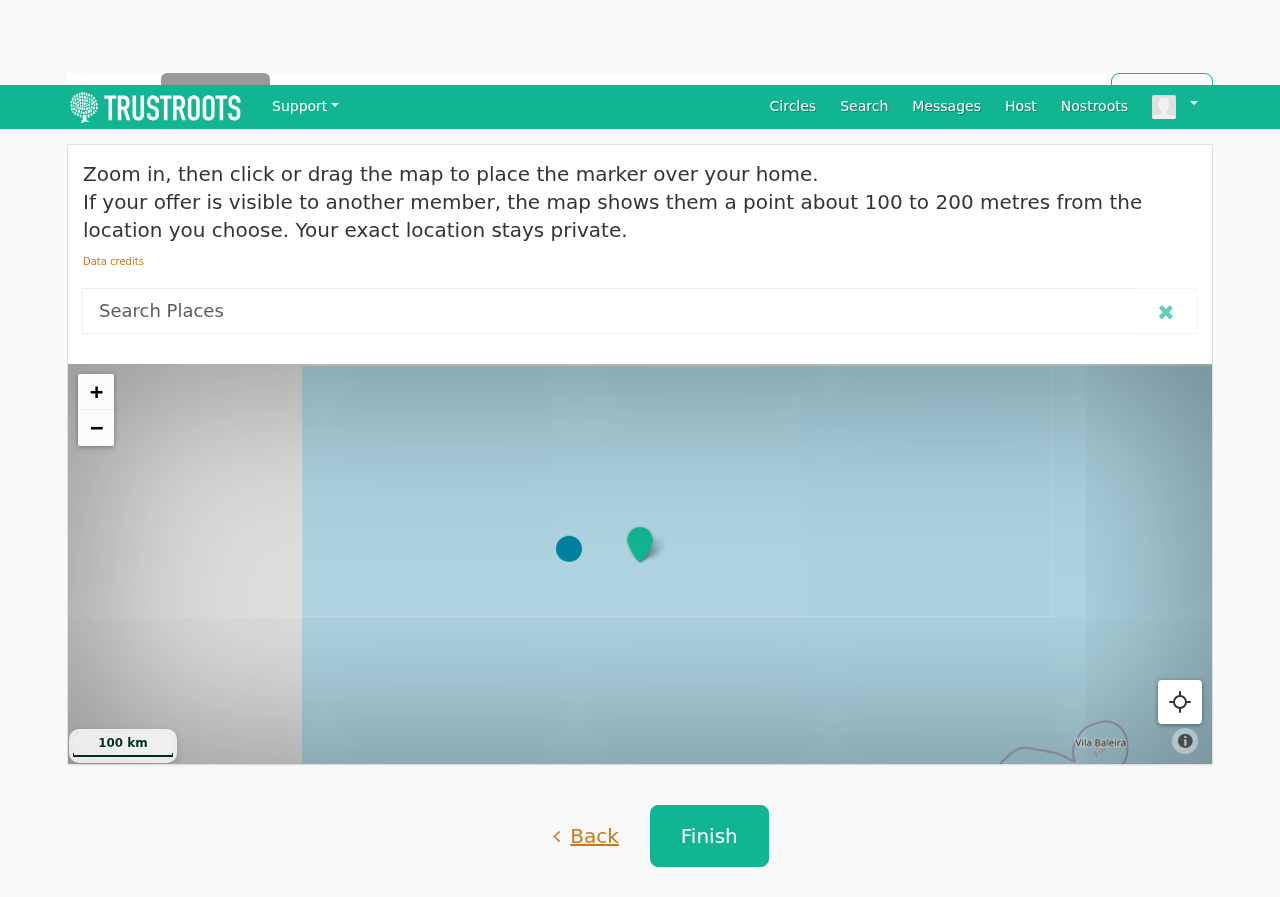 TRUSTROOTS
Support
Circles
Search
Messages
Host
Nostroots
Zoom in, then click or drag the map to place the marker over your home.
If your offer is visible to another member, the map shows them a point about 100 to 200 metres from the
location you choose. Your exact location stays private.
Data credits
Search Places
+
−
Vila Baleira
100 km
Back
Finish